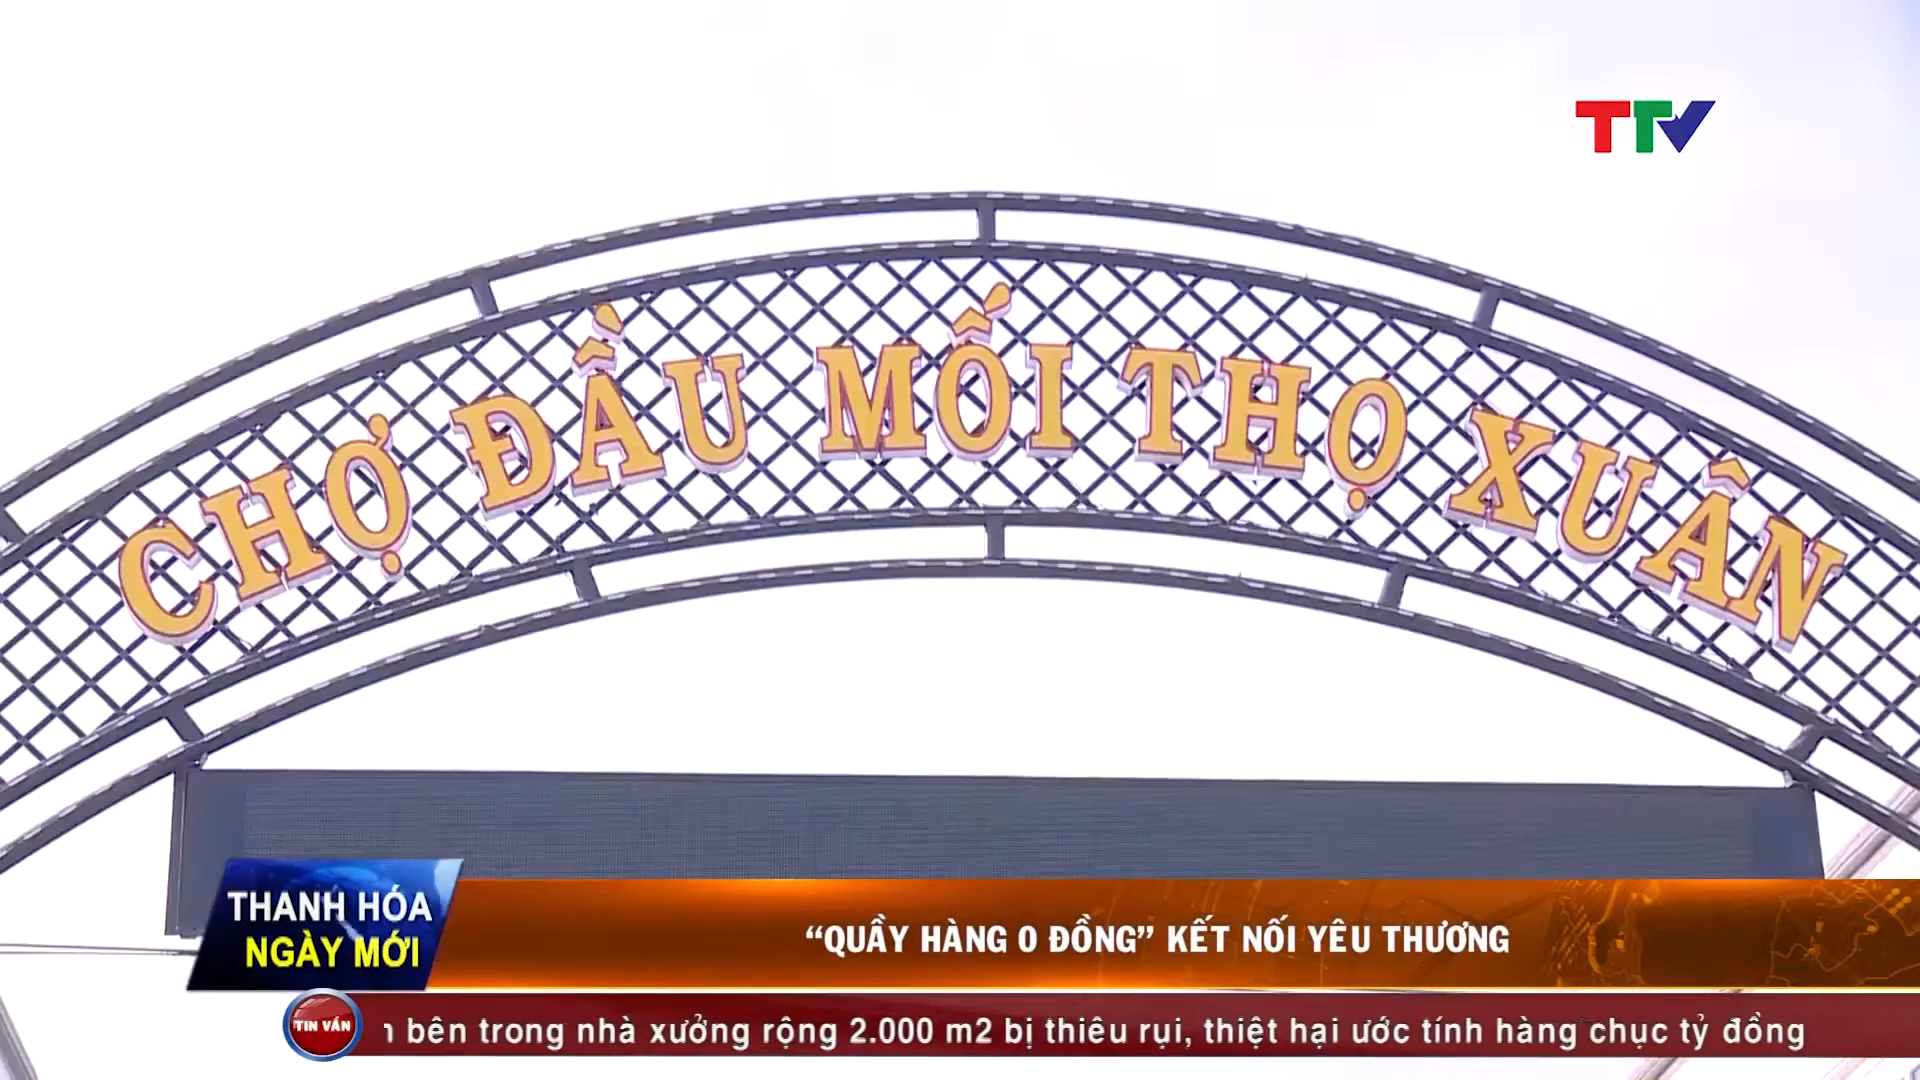 TTV
CHỢ ĐẦU MỐI THỌ XUÂN
THANH HÓA
NGÀY MỚI
“QUẦY HÀNG 0 ĐỒNG” KẾT NỐI YÊU THƯƠNG
TIN VẮN
bên trong nhà xưởng rộng 2.000 m2 bị thiêu rụi, thiệt hại ước tính hàng chục tỷ đồng